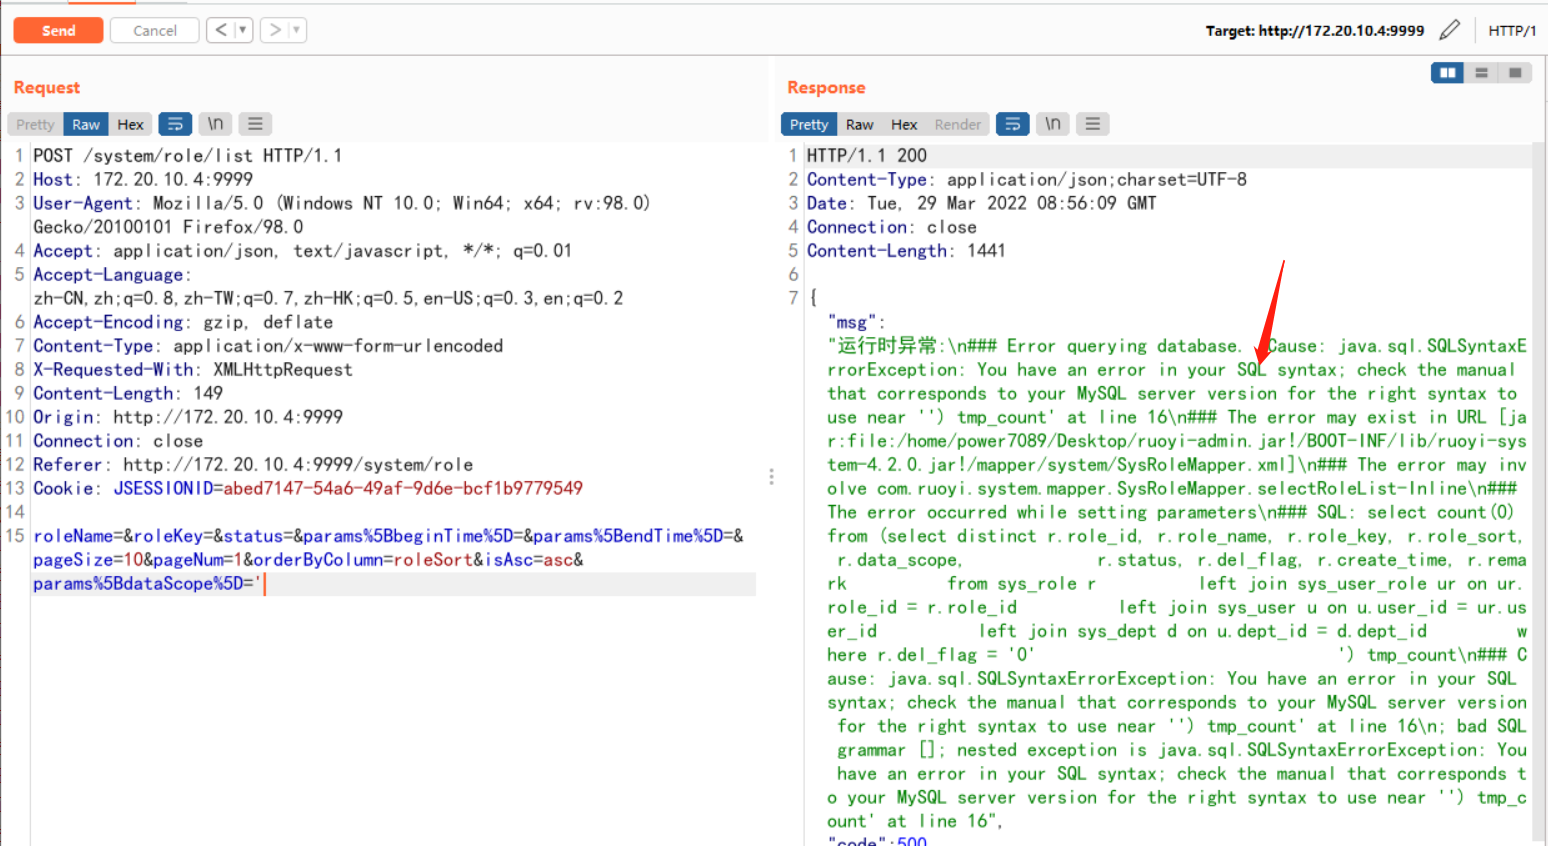 Send
Cancel
<
>
Target: http://172.20.10.4:9999
HTTP/1
Request
Response
Pretty Raw Hex \n
Pretty Raw Hex Render \n
1 POST /system/role/list HTTP/1.1
2 Host: 172.20.10.4:9999
3 User-Agent: Mozilla/5.0 (Windows NT 10.0; Win64; x64; rv:98.0)
Gecko/20100101 Firefox/98.0
4 Accept: application/json, text/javascript, */*; q=0.01
5 Accept-Language:
zh-CN,zh;q=0.8,zh-TW;q=0.7,zh-HK;q=0.5,en-US;q=0.3,en;q=0.2
6 Accept-Encoding: gzip, deflate
7 Content-Type: application/x-www-form-urlencoded
8 X-Requested-With: XMLHttpRequest
9 Content-Length: 149
10 Origin: http://172.20.10.4:9999
11 Connection: close
12 Referer: http://172.20.10.4:9999/system/role
13 Cookie: JSESSIONID=abed7147-54a6-49af-9d6e-bcf1b9779549
14
15 roleName=&roleKey=&status=&params%5BbeginTime%5D=&params%5BendTime%5D=&
pageSize=10&pageNum=1&orderByColumn=roleSort&isAsc=asc&
params%5BdataScope%5D='
1 HTTP/1.1 200
2 Content-Type: application/json;charset=UTF-8
3 Date: Tue, 29 Mar 2022 08:56:09 GMT
4 Connection: close
5 Content-Length: 1441
6
7 {
"msg":
"运行时异常:\n### Error querying database. Cause: java.sql.SQLSyntaxE
rrorException: You have an error in your SQL syntax; check the manual
that corresponds to your MySQL server version for the right syntax to
use near '') tmp_count' at line 16\n### The error may exist in URL [ja
r:file:/home/power7089/Desktop/ruoyi-admin.jar!/BOOT-INF/lib/ruoyi-sys
tem-4.2.0.jar!/mapper/system/SysRoleMapper.xml]\n### The error may inv
olve com.ruoyi.system.mapper.SysRoleMapper.selectRoleList-Inline\n###
The error occurred while setting parameters\n### SQL: select count(0)
from (select distinct r.role_id, r.role_name, r.role_key, r.role_sort,
r.data_scope, r.status, r.del_flag, r.create_time, r.rema
rk from sys_role r left join sys_user_role ur on ur.
role_id = r.role_id left join sys_user u on u.user_id = ur.us
er_id left join sys_dept d on u.dept_id = d.dept_id w
here r.del_flag = '0' ') tmp_count\n### C
ause: java.sql.SQLSyntaxErrorException: You have an error in your SQL
syntax; check the manual that corresponds to your MySQL server version
for the right syntax to use near '') tmp_count' at line 16\n; bad SQL
grammar []; nested exception is java.sql.SQLSyntaxErrorException: You
have an error in your SQL syntax; check the manual that corresponds t
o your MySQL server version for the right syntax to use near '') tmp_c
ount' at line 16",
"code":500